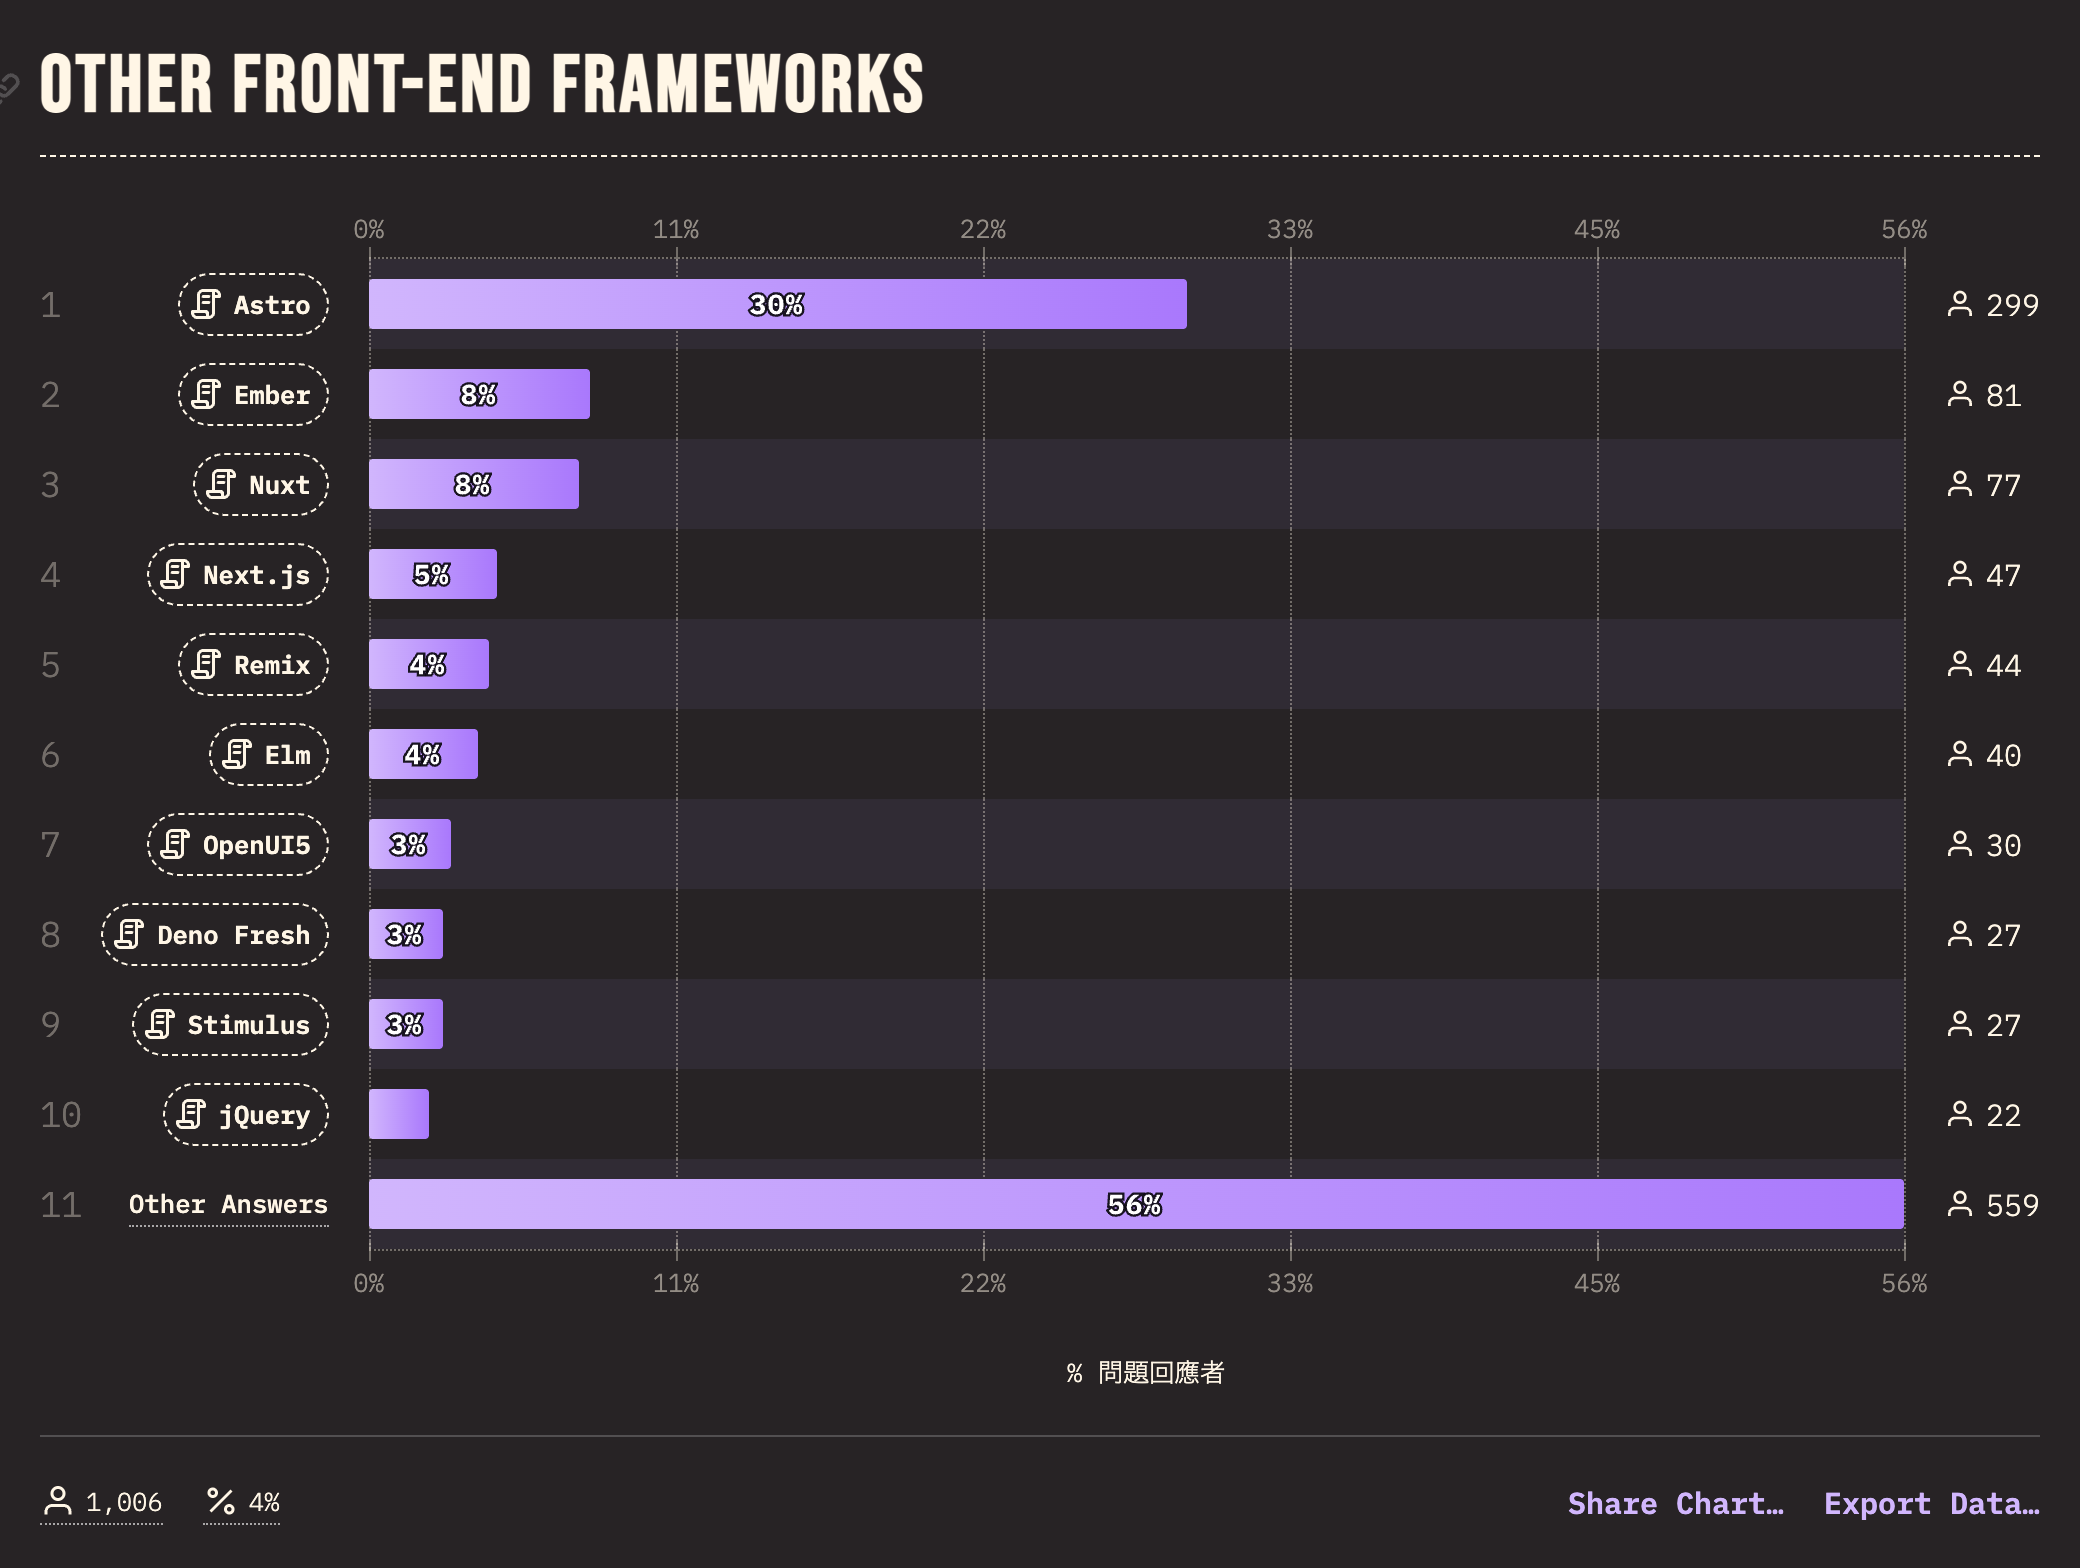 OTHER FRONT-END FRAMEWORKS
0% 11% 22% 33% 45% 56%
1 Astro 30% 299
2 Ember 8% 81
3 Nuxt 8% 77
4 Next.js 5% 47
5 Remix 4% 44
6 Elm 4% 40
7 OpenUI5 3% 30
8 Deno Fresh 3% 27
9 Stimulus 3% 27
10 jQuery 22
11 Other Answers 56% 559
0% 11% 22% 33% 45% 56%
% 問題回應者
1,006 % 4% Share Chart… Export Data…